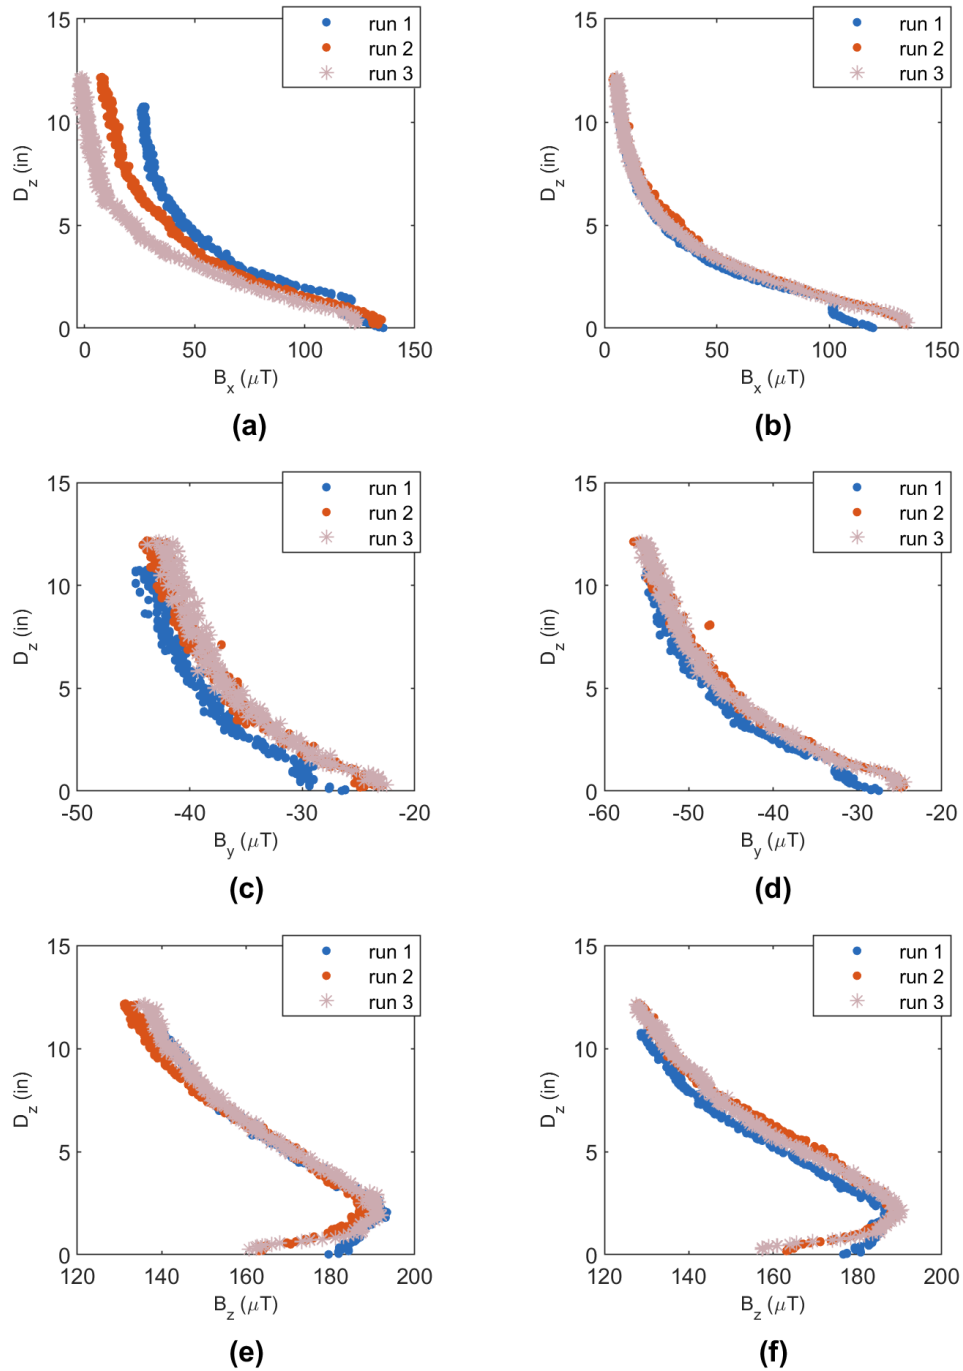 15
10
5
0
D_z (in)
0
50
100
150
B_x (μT)
run 1
run 2
run 3
(a)
15
10
5
0
D_z (in)
0
50
100
150
B_x (μT)
run 1
run 2
run 3
(b)
15
10
5
0
D_z (in)
-50
-40
-30
-20
B_y (μT)
run 1
run 2
run 3
(c)
15
10
5
0
D_z (in)
-60
-50
-40
-30
-20
B_y (μT)
run 1
run 2
run 3
(d)
15
10
5
0
D_z (in)
120
140
160
180
200
B_z (μT)
run 1
run 2
run 3
(e)
15
10
5
0
D_z (in)
120
140
160
180
200
B_z (μT)
run 1
run 2
run 3
(f)